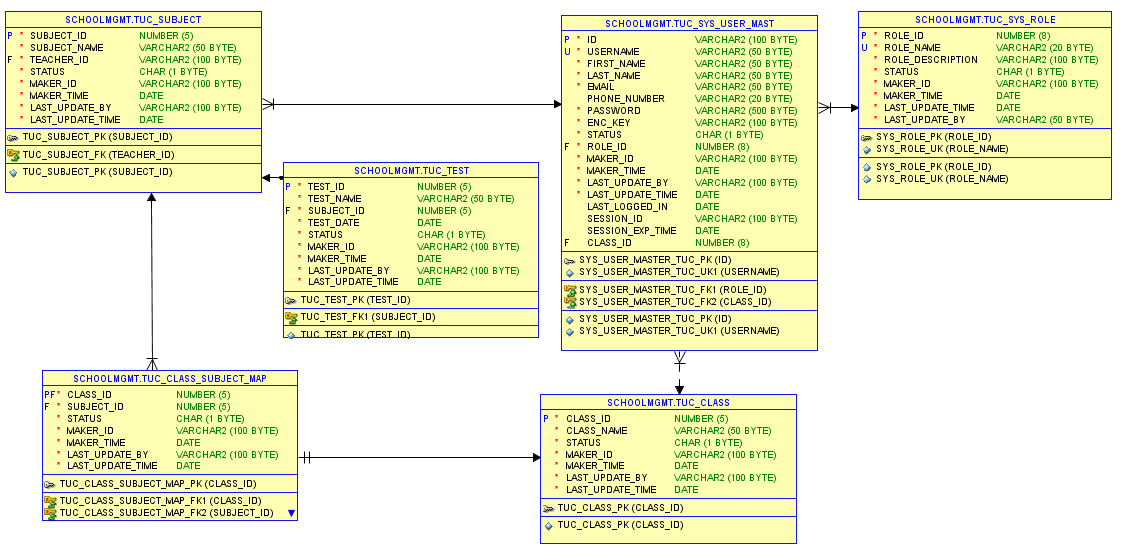 SCHOOLMGMT.TUC_SUBJECT
P * SUBJECT_ID NUMBER (5)
* SUBJECT_NAME VARCHAR2 (50 BYTE)
F * TEACHER_ID VARCHAR2 (100 BYTE)
* STATUS CHAR (1 BYTE)
* MAKER_ID VARCHAR2 (100 BYTE)
* MAKER_TIME DATE
* LAST_UPDATE_BY VARCHAR2 (100 BYTE)
* LAST_UPDATE_TIME DATE
TUC_SUBJECT_PK (SUBJECT_ID)
TUC_SUBJECT_FK (TEACHER_ID)
TUC_SUBJECT_PK (SUBJECT_ID)
SCHOOLMGMT.TUC_SYS_USER_MAST
P * ID VARCHAR2 (100 BYTE)
U * USERNAME VARCHAR2 (50 BYTE)
* FIRST_NAME VARCHAR2 (50 BYTE)
* LAST_NAME VARCHAR2 (50 BYTE)
* EMAIL VARCHAR2 (50 BYTE)
PHONE_NUMBER VARCHAR2 (20 BYTE)
* PASSWORD VARCHAR2 (500 BYTE)
* ENC_KEY VARCHAR2 (100 BYTE)
* STATUS CHAR (1 BYTE)
F * ROLE_ID NUMBER (8)
* MAKER_ID VARCHAR2 (100 BYTE)
* MAKER_TIME DATE
* LAST_UPDATE_BY VARCHAR2 (100 BYTE)
* LAST_UPDATE_TIME DATE
LAST_LOGGED_IN DATE
SESSION_ID VARCHAR2 (100 BYTE)
SESSION_EXP_TIME DATE
F CLASS_ID NUMBER (8)
SYS_USER_MASTER_TUC_PK (ID)
SYS_USER_MASTER_TUC_UK1 (USERNAME)
SYS_USER_MASTER_TUC_FK1 (ROLE_ID)
SYS_USER_MASTER_TUC_FK2 (CLASS_ID)
SYS_USER_MASTER_TUC_PK (ID)
SYS_USER_MASTER_TUC_UK1 (USERNAME)
SCHOOLMGMT.TUC_SYS_ROLE
P * ROLE_ID NUMBER (8)
U * ROLE_NAME VARCHAR2 (20 BYTE)
* ROLE_DESCRIPTION VARCHAR2 (100 BYTE)
* STATUS CHAR (1 BYTE)
* MAKER_ID VARCHAR2 (100 BYTE)
* MAKER_TIME DATE
* LAST_UPDATE_TIME DATE
* LAST_UPDATE_BY VARCHAR2 (50 BYTE)
SYS_ROLE_PK (ROLE_ID)
SYS_ROLE_UK (ROLE_NAME)
SYS_ROLE_PK (ROLE_ID)
SYS_ROLE_UK (ROLE_NAME)
SCHOOLMGMT.TUC_TEST
P * TEST_ID NUMBER (5)
* TEST_NAME VARCHAR2 (50 BYTE)
F * SUBJECT_ID NUMBER (5)
* TEST_DATE DATE
* STATUS CHAR (1 BYTE)
* MAKER_ID VARCHAR2 (100 BYTE)
* MAKER_TIME DATE
* LAST_UPDATE_BY VARCHAR2 (100 BYTE)
* LAST_UPDATE_TIME DATE
TUC_TEST_PK (TEST_ID)
TUC_TEST_FK1 (SUBJECT_ID)
TUC_TEST_PK (TEST_ID)
SCHOOLMGMT.TUC_CLASS_SUBJECT_MAP
PF * CLASS_ID NUMBER (5)
F * SUBJECT_ID NUMBER (5)
* STATUS CHAR (1 BYTE)
* MAKER_ID VARCHAR2 (100 BYTE)
* MAKER_TIME DATE
* LAST_UPDATE_BY VARCHAR2 (100 BYTE)
* LAST_UPDATE_TIME DATE
TUC_CLASS_SUBJECT_MAP_PK (CLASS_ID)
TUC_CLASS_SUBJECT_MAP_FK1 (CLASS_ID)
TUC_CLASS_SUBJECT_MAP_FK2 (SUBJECT_ID)
SCHOOLMGMT.TUC_CLASS
P * CLASS_ID NUMBER (5)
* CLASS_NAME VARCHAR2 (50 BYTE)
* STATUS CHAR (1 BYTE)
* MAKER_ID VARCHAR2 (100 BYTE)
* MAKER_TIME DATE
* LAST_UPDATE_BY VARCHAR2 (100 BYTE)
* LAST_UPDATE_TIME DATE
TUC_CLASS_PK (CLASS_ID)
TUC_CLASS_PK (CLASS_ID)